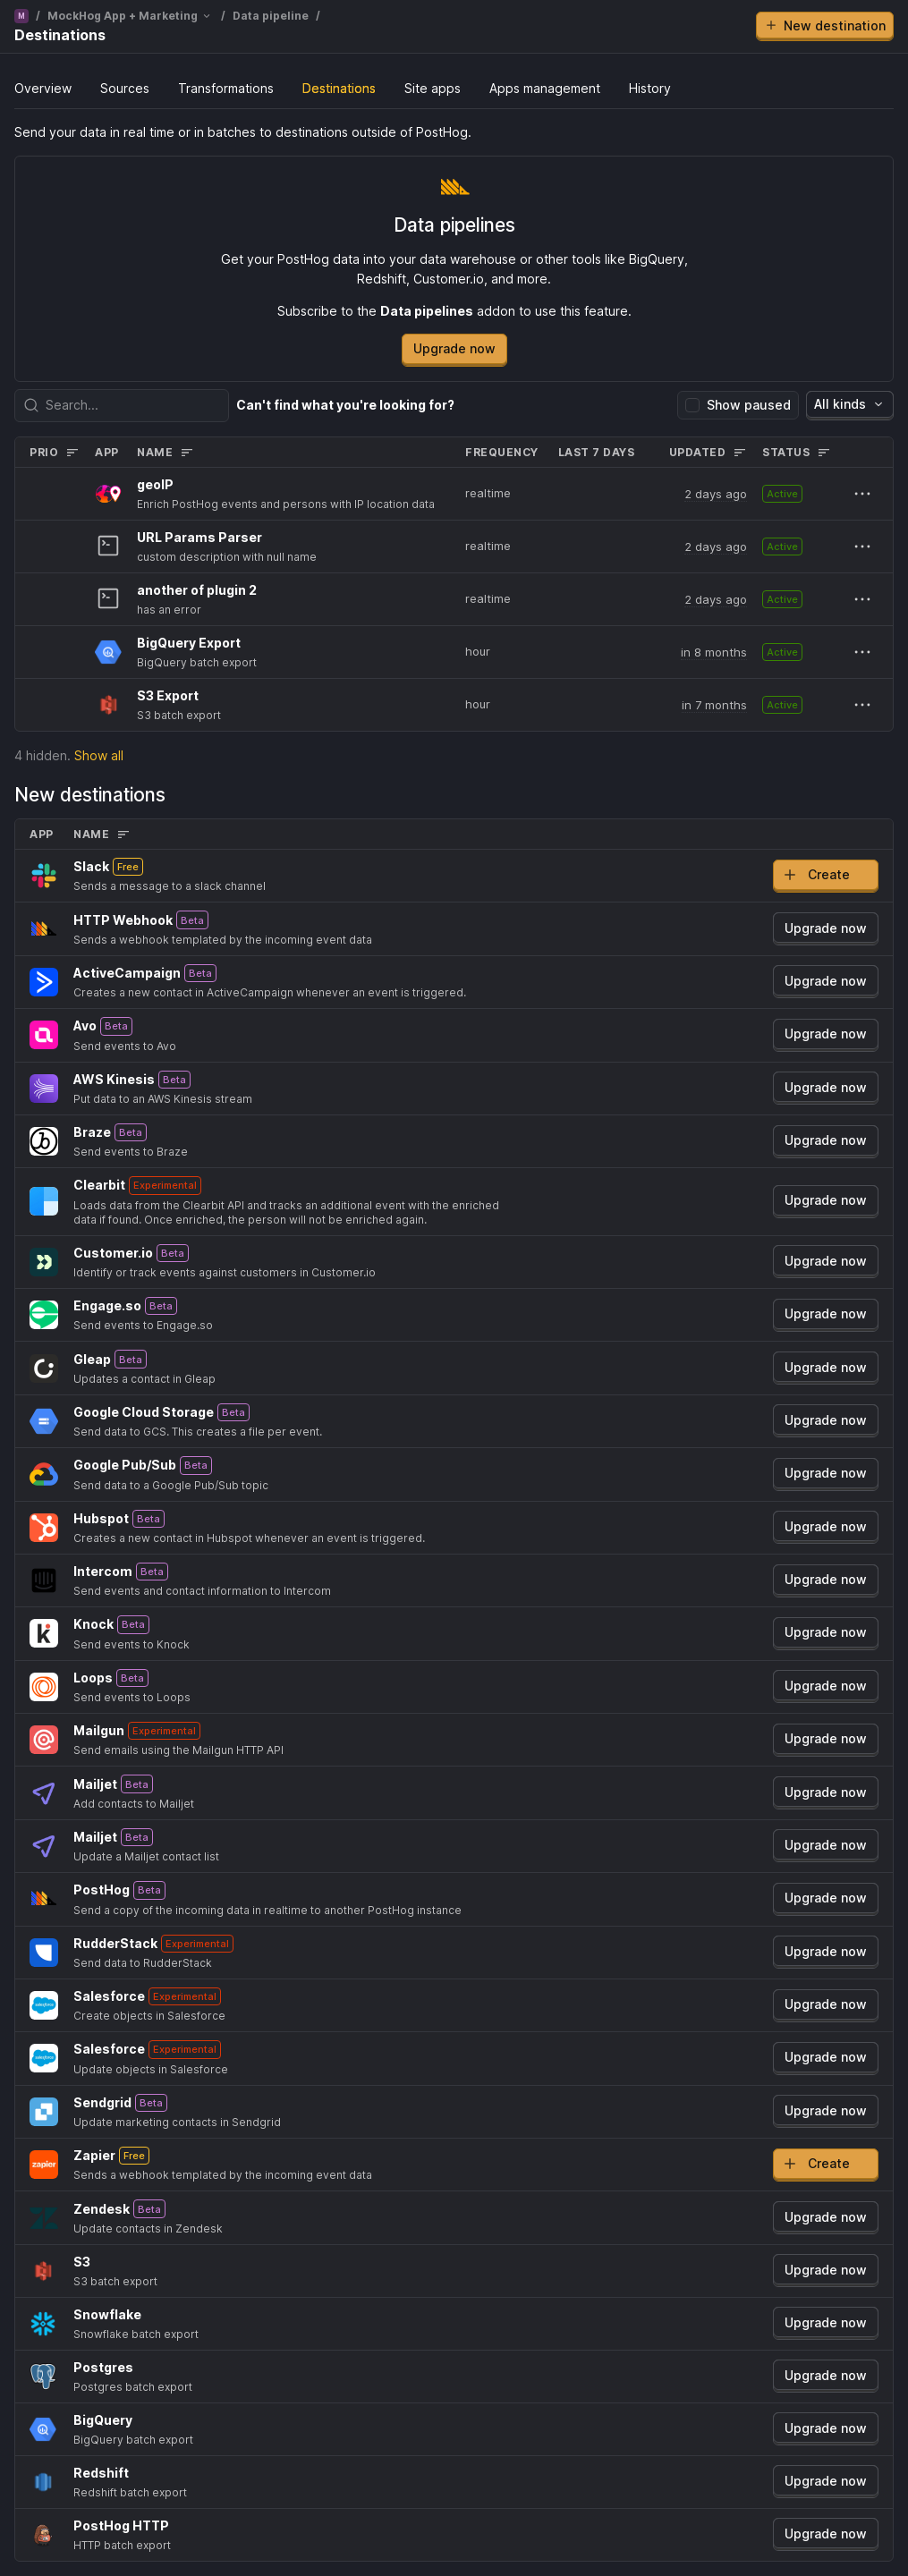 M / MockHog App + Marketing / Data pipeline /
Destinations
New destination
Overview Sources Transformations Destinations Site apps Apps management History
Send your data in real time or in batches to destinations outside of PostHog.
Data pipelines
Get your PostHog data into your data warehouse or other tools like BigQuery,
Redshift, Customer.io, and more.
Subscribe to the Data pipelines addon to use this feature.
Upgrade now
Search... Can't find what you're looking for? Show paused All kinds
PRIO APP NAME FREQUENCY LAST 7 DAYS UPDATED STATUS
geoIP
Enrich PostHog events and persons with IP location data
realtime 2 days ago Active
URL Params Parser
custom description with null name
realtime 2 days ago Active
another of plugin 2
has an error
realtime 2 days ago Active
BigQuery Export
BigQuery batch export
hour in 8 months Active
S3 Export
S3 batch export
hour in 7 months Active
4 hidden. Show all
New destinations
APP NAME
Slack Free
Sends a message to a slack channel
Create
HTTP Webhook Beta
Sends a webhook templated by the incoming event data
Upgrade now
ActiveCampaign Beta
Creates a new contact in ActiveCampaign whenever an event is triggered.
Upgrade now
Avo Beta
Send events to Avo
Upgrade now
AWS Kinesis Beta
Put data to an AWS Kinesis stream
Upgrade now
Braze Beta
Send events to Braze
Upgrade now
Clearbit Experimental
Loads data from the Clearbit API and tracks an additional event with the enriched
data if found. Once enriched, the person will not be enriched again.
Upgrade now
Customer.io Beta
Identify or track events against customers in Customer.io
Upgrade now
Engage.so Beta
Send events to Engage.so
Upgrade now
Gleap Beta
Updates a contact in Gleap
Upgrade now
Google Cloud Storage Beta
Send data to GCS. This creates a file per event.
Upgrade now
Google Pub/Sub Beta
Send data to a Google Pub/Sub topic
Upgrade now
Hubspot Beta
Creates a new contact in Hubspot whenever an event is triggered.
Upgrade now
Intercom Beta
Send events and contact information to Intercom
Upgrade now
Knock Beta
Send events to Knock
Upgrade now
Loops Beta
Send events to Loops
Upgrade now
Mailgun Experimental
Send emails using the Mailgun HTTP API
Upgrade now
Mailjet Beta
Add contacts to Mailjet
Upgrade now
Mailjet Beta
Update a Mailjet contact list
Upgrade now
PostHog Beta
Send a copy of the incoming data in realtime to another PostHog instance
Upgrade now
RudderStack Experimental
Send data to RudderStack
Upgrade now
Salesforce Experimental
Create objects in Salesforce
Upgrade now
Salesforce Experimental
Update objects in Salesforce
Upgrade now
Sendgrid Beta
Update marketing contacts in Sendgrid
Upgrade now
zapier
Zapier Free
Sends a webhook templated by the incoming event data
Create
Zendesk Beta
Update contacts in Zendesk
Upgrade now
S3
S3 batch export
Upgrade now
Snowflake
Snowflake batch export
Upgrade now
Postgres
Postgres batch export
Upgrade now
BigQuery
BigQuery batch export
Upgrade now
Redshift
Redshift batch export
Upgrade now
PostHog HTTP
HTTP batch export
Upgrade now